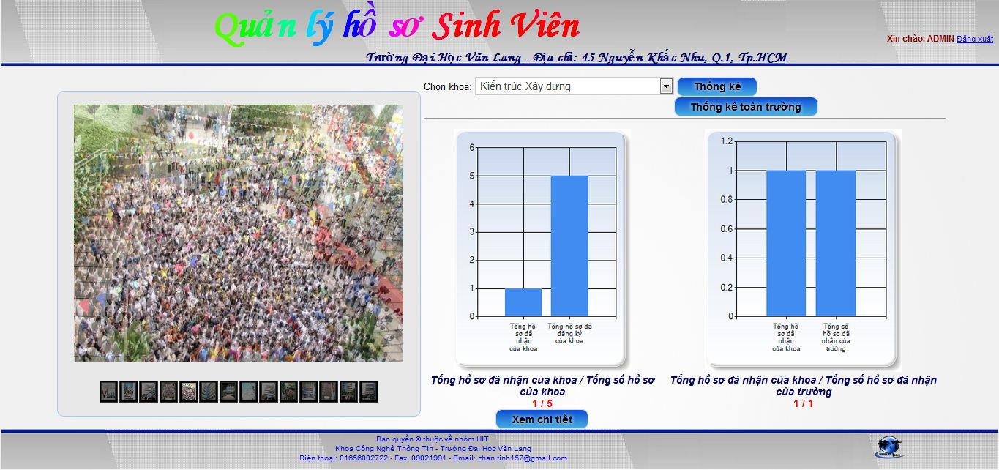 Quản lý hồ sơ Sinh Viên
Trường Đại Học Văn Lang - Địa chỉ: 45 Nguyễn Khắc Nhu, Q.1, Tp.HCM
Xin chào: ADMIN Đăng xuất
Chọn khoa: Kiến trúc Xây dựng Thống kê
Thống kê toàn trường
6
5
4
3
2
1
0
Tổng hồ
sơ đã
nhận
của khoa
Tổng hồ sơ đã
đăng ký
của khoa
Tổng hồ sơ đã nhận của khoa / Tổng số hồ sơ
của khoa
1 / 5
Xem chi tiết
1.2
1
0.8
0.6
0.4
0.2
0
Tổng hồ
sơ đã
nhận
của khoa
Tổng số
hồ sơ đã
nhận của
trường
Tổng hồ sơ đã nhận của khoa / Tổng số hồ sơ đã nhận
của trường
1 / 1
Bản quyền © thuộc về nhóm HIT
Khoa Công Nghệ Thông Tin - Trường Đại Học Văn Lang
Điện thoại: 01656002722 - Fax: 09021991 - Email: chan.tinh157@gmail.com